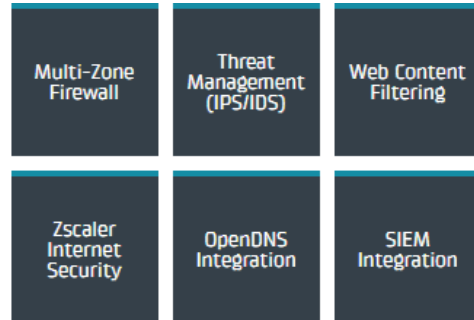 Multi-Zone
Firewall
Threat
Management
(IPS/IDS)
Web Content
Filtering
Zscaler
Internet
Security
OpenDNS
Integration
SIEM
Integration